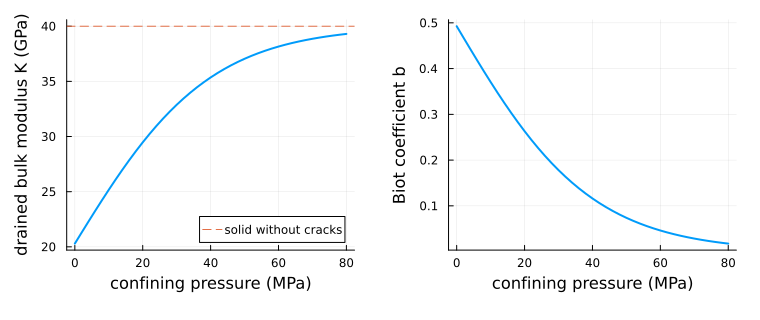 drained bulk modulus K (GPa)
40
35
30
25
20
solid without cracks
0 20 40 60 80
confining pressure (MPa)
Biot coefficient b
0.5
0.4
0.3
0.2
0.1
0 20 40 60 80
confining pressure (MPa)